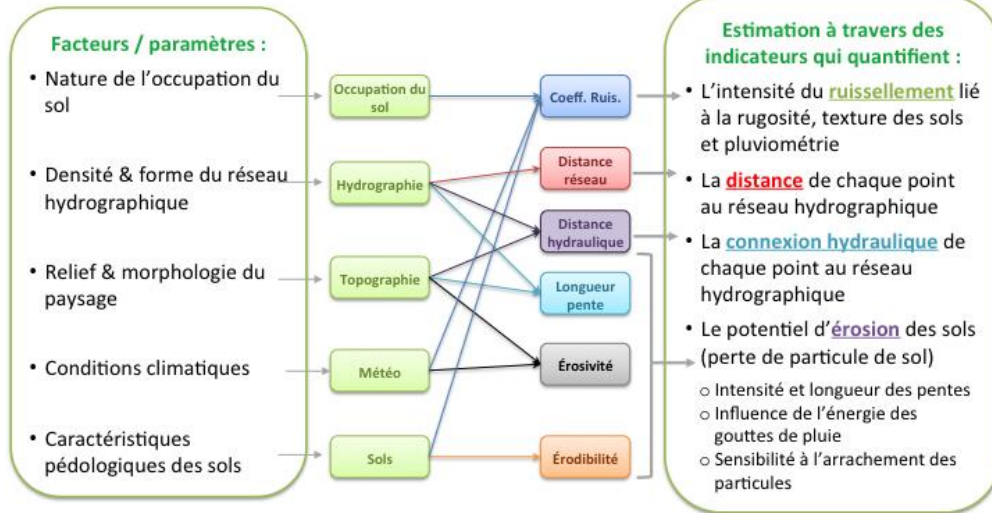 Facteurs / paramètres :
• Nature de l’occupation du
sol
• Densité & forme du réseau
hydrographique
• Relief & morphologie du
paysage
• Conditions climatiques
• Caractéristiques
pédologiques des sols
Occupation du
sol
Hydrographie
Topographie
Météo
Sols
Coeff. Ruis.
Distance
réseau
Distance
hydraulique
Longueur
pente
Érosivité
Érodibilité
Estimation à travers des
indicateurs qui quantifient :
• L’intensité du ruissellement lié
à la rugosité, texture des sols
et pluviométrie
• La distance de chaque point
au réseau hydrographique
• La connexion hydraulique de
chaque point au réseau
hydrographique
• Le potentiel d’érosion des sols
(perte de particule de sol)
o Intensité et longueur des pentes
o Influence de l’énergie des
gouttes de pluie
o Sensibilité à l’arrachement des
particules